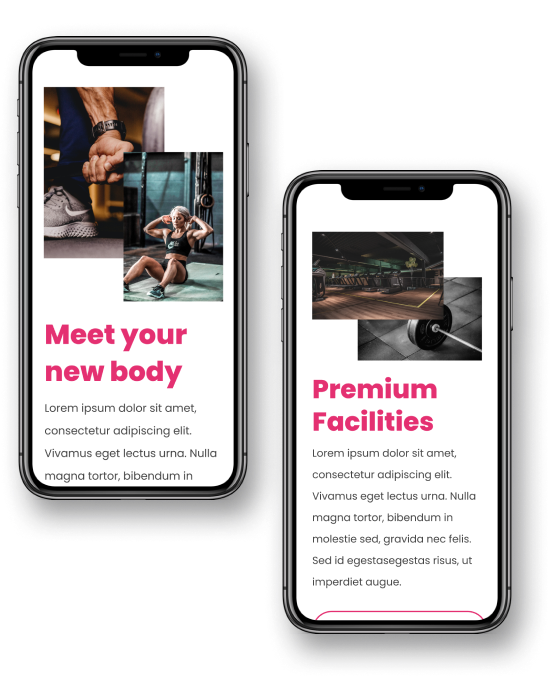 Meet your
new body
Lorem ipsum dolor sit amet,
consectetur adipiscing elit.
Vivamus eget lectus urna. Nulla
magna tortor, bibendum in
Premium
Facilities
Lorem ipsum dolor sit amet,
consectetur adipiscing elit.
Vivamus eget lectus urna. Nulla
magna tortor, bibendum in
molestie sed, gravida nec felis.
Sed id egestasegestas risus, ut
imperdiet augue.